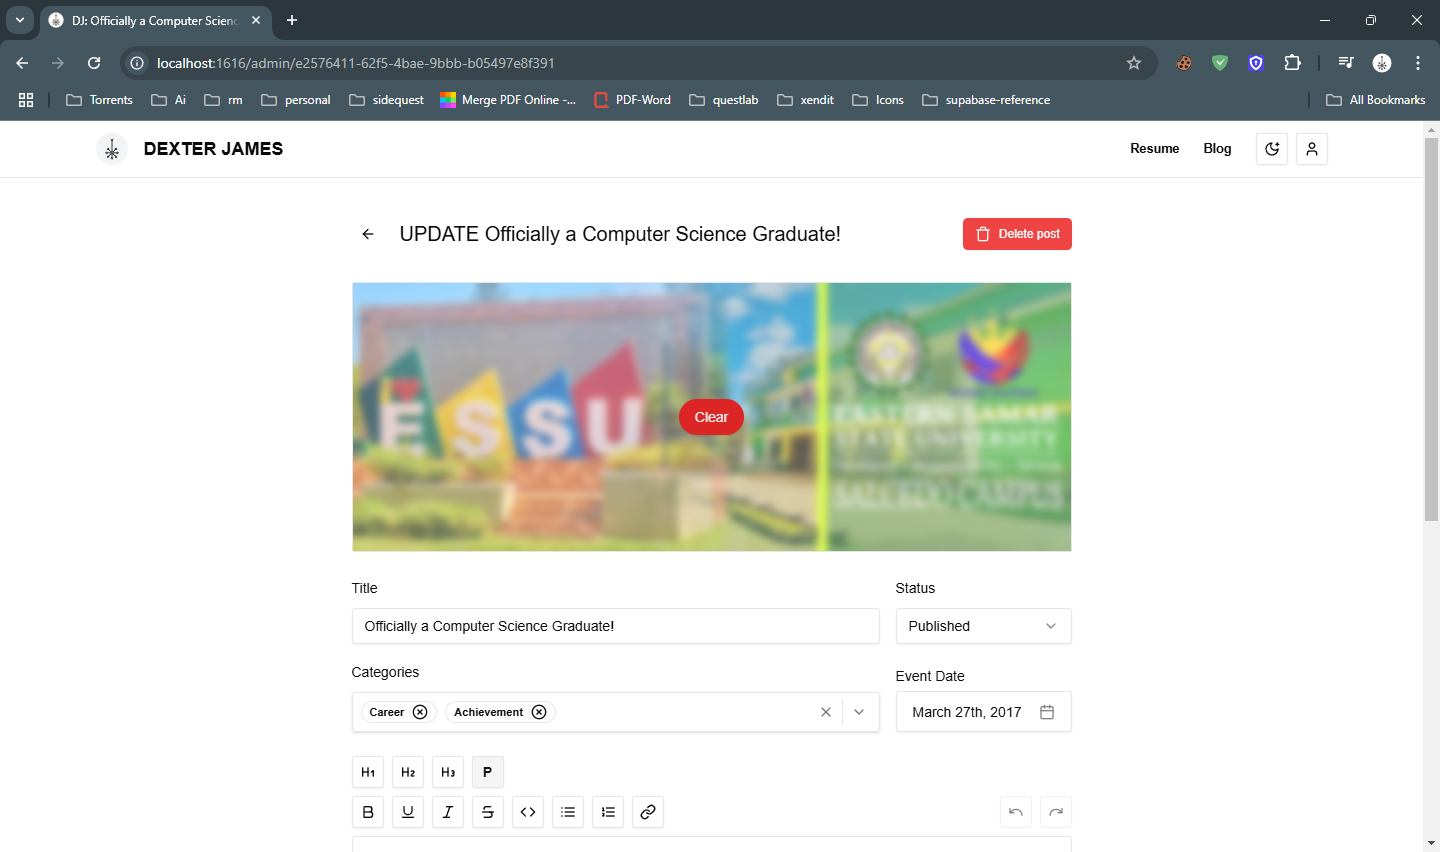 DJ: Officially a Computer Scienc
localhost:1616/admin/e2576411-62f5-4bae-9bbb-b05497e8f391
Torrents
Ai
rm
personal
sidequest
Merge PDF Online -...
PDF-Word
questlab
xendit
Icons
supabase-reference
All Bookmarks
DEXTER JAMES
Resume
Blog
UPDATE Officially a Computer Science Graduate!
Delete post
ESSU
EASTERN SAMAR
STATE UNIVERSITY
SALCEDO CAMPUS
Clear
Title
Status
Officially a Computer Science Graduate!
Published
Categories
Event Date
Career
Achievement
March 27th, 2017
H1
H2
H3
P
B
U
I
S